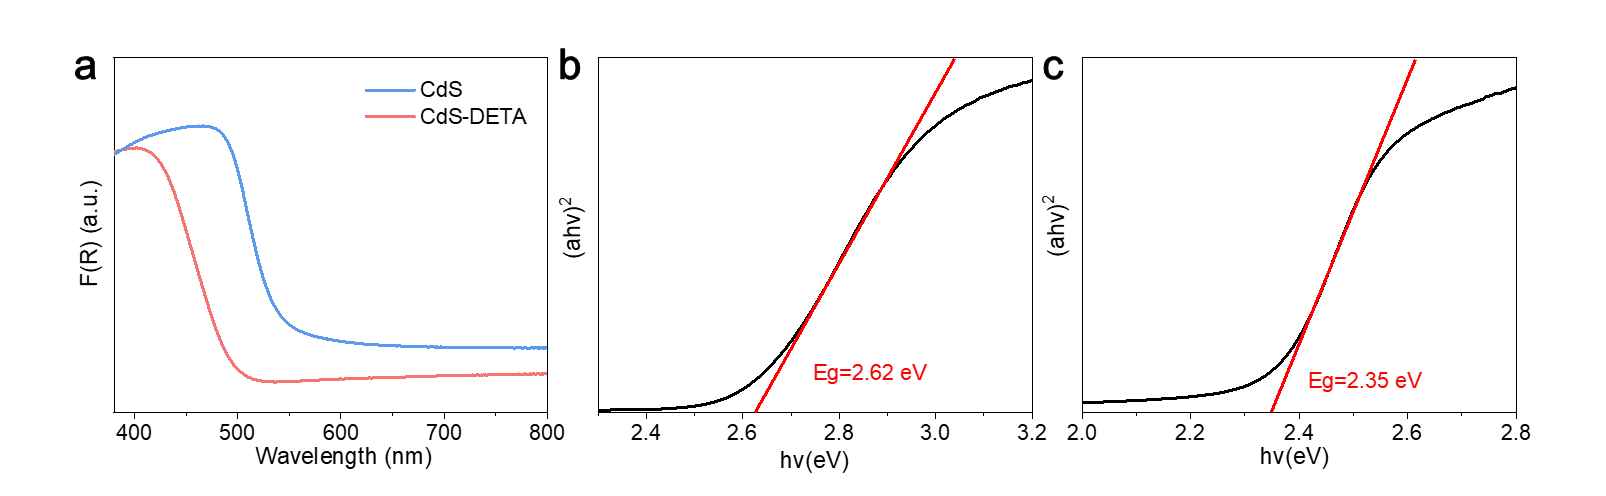 a
CdS
CdS-DETA
F(R) (a.u.)
400 500 600 700 800
Wavelength (nm)
b
(ahv)²
Eg=2.62 eV
2.4 2.6 2.8 3.0 3.2
hv(eV)
c
(ahv)²
Eg=2.35 eV
2.0 2.2 2.4 2.6 2.8
hv(eV)